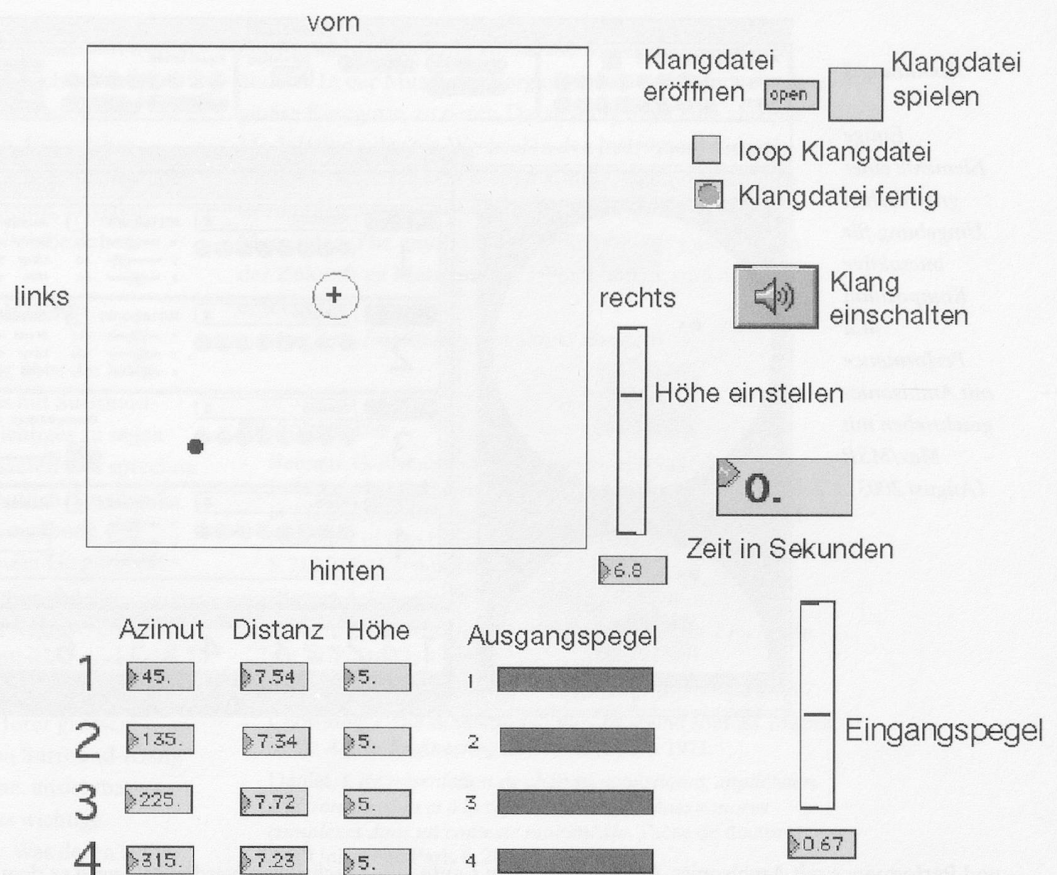 vorn
Klangdatei
eröffnen
open
Klangdatei
spielen
loop Klangdatei
Klangdatei fertig
links
rechts
Klang
einschalten
Höhe einstellen
0.
Zeit in Sekunden
6.8
hinten
Azimut Distanz Höhe Ausgangspegel
1 45. 7.54 5. 1
2 135. 7.34 5. 2
Eingangspegel
3 225. 7.72 5. 3
0.67
4 315. 7.23 5. 4